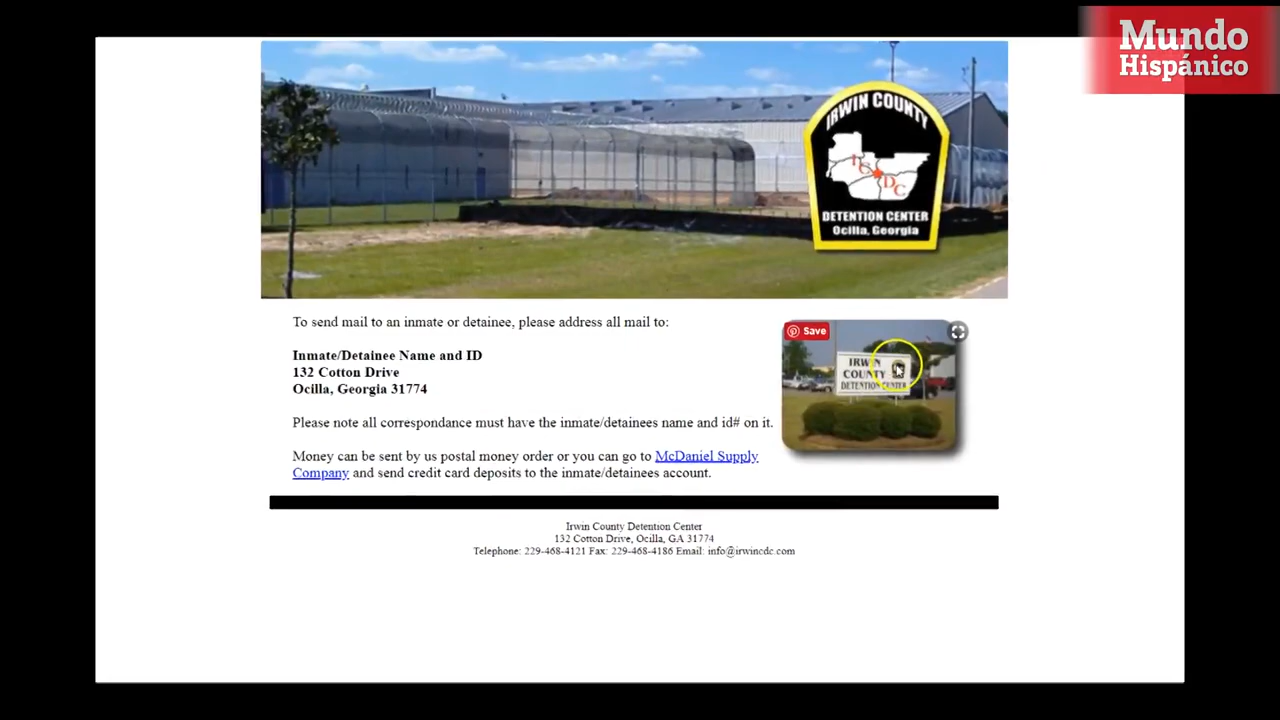 Mundo
Hispánico
IRWIN COUNTY
ICDC
DETENTION CENTER
Ocilla, Georgia
To send mail to an inmate or detainee, please address all mail to:
Save
Inmate/Detainee Name and ID
132 Cotton Drive
Ocilla, Georgia 31774
IRWIN
COUNTY
DETENTION CENTER
Please note all correspondance must have the inmate/detainees name and id# on it.
Money can be sent by us postal money order or you can go to McDaniel Supply
Company and send credit card deposits to the inmate/detainees account.
Irwin County Detention Center
132 Cotton Drive, Ocilla, GA 31774
Telephone: 229-468-4121 Fax: 229-468-4186 Email: info@irwincdc.com